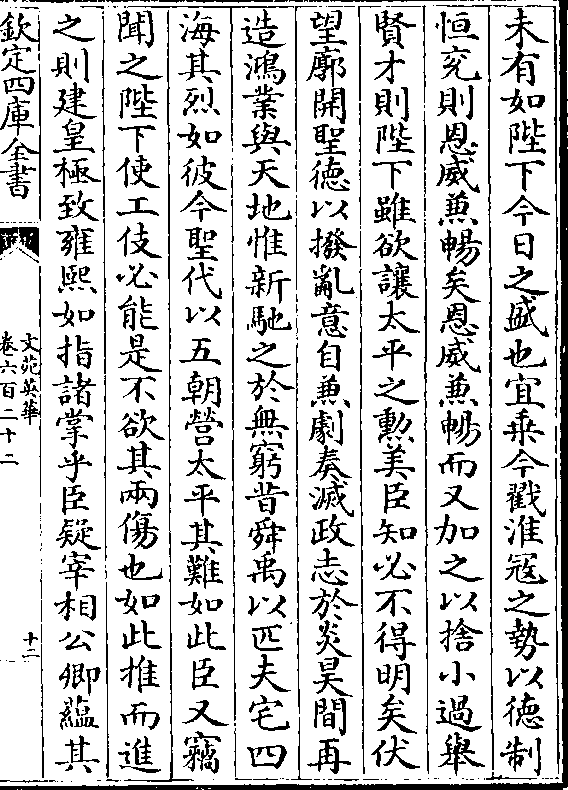 未有如陛下今日之盛也宜乗今戳淮冦之勢以徳制
恒兖則恩威兼暢矣恩威兼暢而又加之以捨小過舉
賢才則陛下雖欲讓太平之勲美臣知必不得明矣伏
望廓開聖徳以撥亂意自兼劇奏滅政志於炎昊間再
造鴻業與天地惟新馳之於無窮昔舜禹以匹夫宅四
海其烈如彼今聖代以五朝營太平其難如此臣又竊
聞之陛下使工伎必能是不欲其兩傷也如此推而進
之則建皇極致雍熙如指諸掌乎臣疑宰相公卿蘊其
欽定四庫全書
文苑英華
卷六百二十二
十二